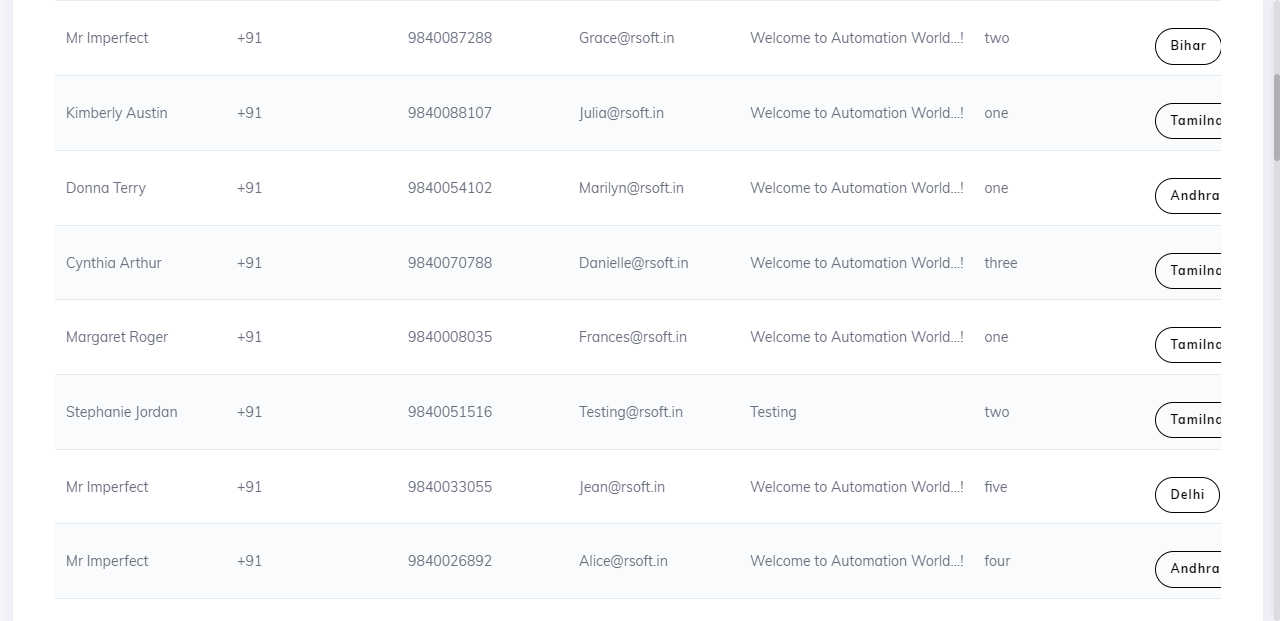 Mr Imperfect +91 9840087288 Grace@rsoft.in Welcome to Automation World...! two Bihar
Kimberly Austin +91 9840088107 Julia@rsoft.in Welcome to Automation World...! one Tamilna
Donna Terry +91 9840054102 Marilyn@rsoft.in Welcome to Automation World...! one Andhra
Cynthia Arthur +91 9840070788 Danielle@rsoft.in Welcome to Automation World...! three Tamilna
Margaret Roger +91 9840008035 Frances@rsoft.in Welcome to Automation World...! one Tamilna
Stephanie Jordan +91 9840051516 Testing@rsoft.in Testing two Tamilna
Mr Imperfect +91 9840033055 Jean@rsoft.in Welcome to Automation World...! five Delhi
Mr Imperfect +91 9840026892 Alice@rsoft.in Welcome to Automation World...! four Andhra